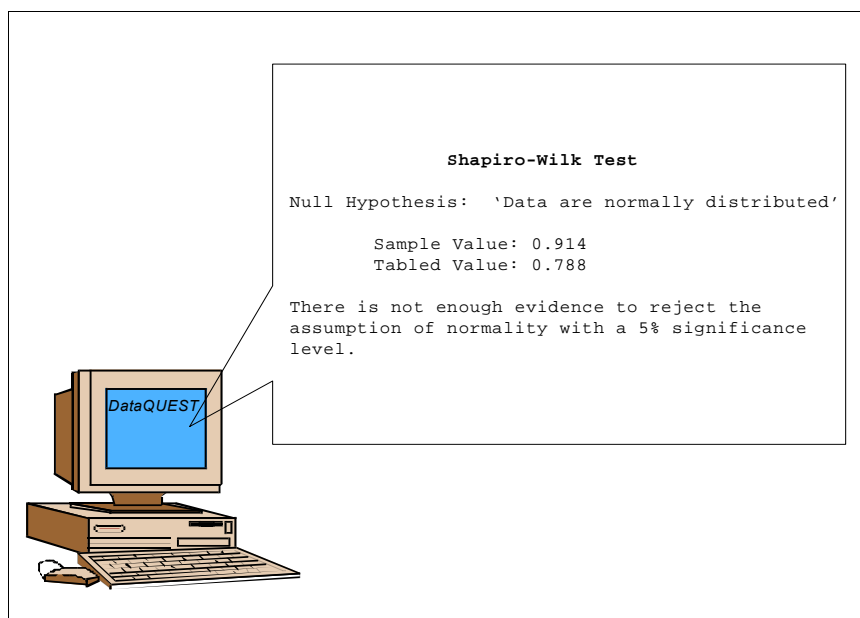 Shapiro-Wilk Test
Null Hypothesis: ‘Data are normally distributed’
Sample Value: 0.914
Tabled Value: 0.788
There is not enough evidence to reject the
assumption of normality with a 5% significance
level.
DataQUEST